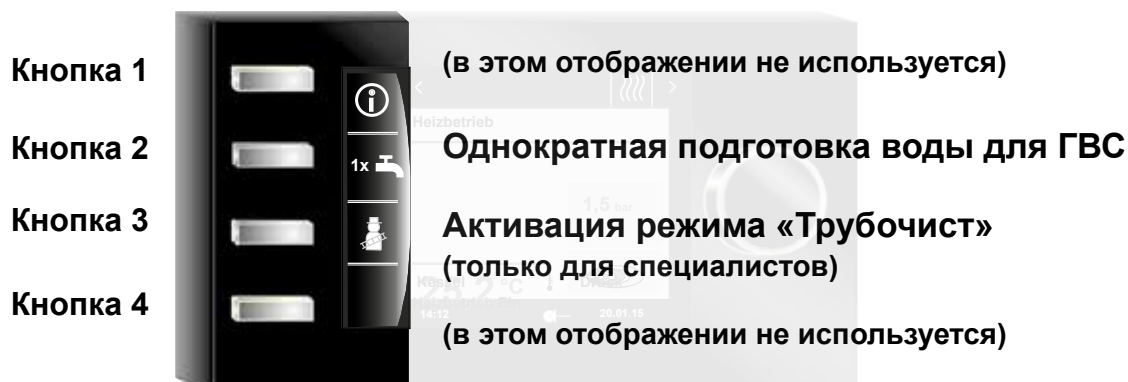 Кнопка 1
(в этом отображении не используется)
Heizbetrieb
Кнопка 2
1x
Однократная подготовка воды для ГВС
1,5 bar
Кнопка 3
Активация режима «Трубочист»
(только для специалистов)
°C
Кнопка 4
14:12
20.01.15
(в этом отображении не используется)